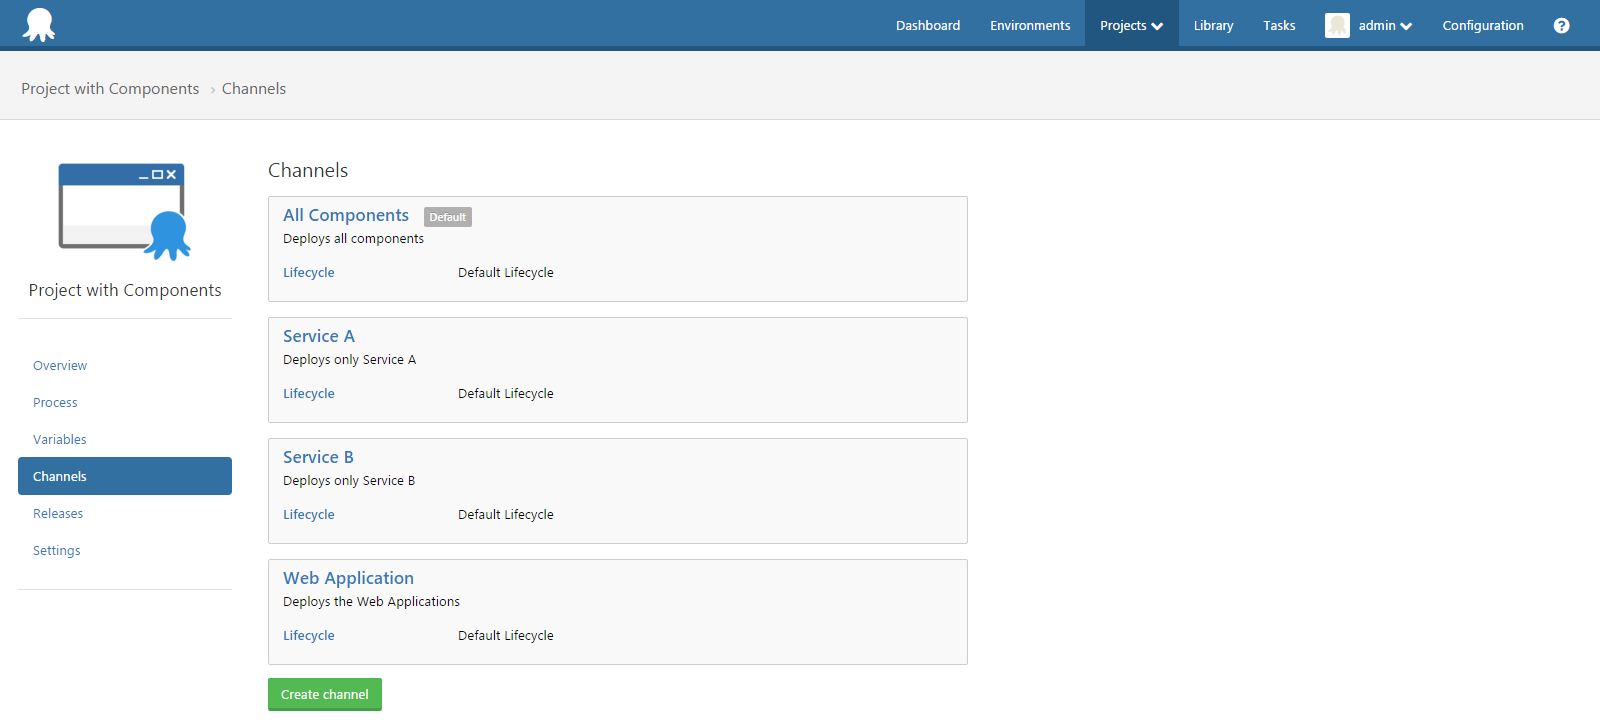 Dashboard Environments Projects Library Tasks admin Configuration ?
Project with Components › Channels
Project with Components
Overview
Process
Variables
Channels
Releases
Settings
Channels
All Components Default
Deploys all components
Lifecycle Default Lifecycle
Service A
Deploys only Service A
Lifecycle Default Lifecycle
Service B
Deploys only Service B
Lifecycle Default Lifecycle
Web Application
Deploys the Web Applications
Lifecycle Default Lifecycle
Create channel